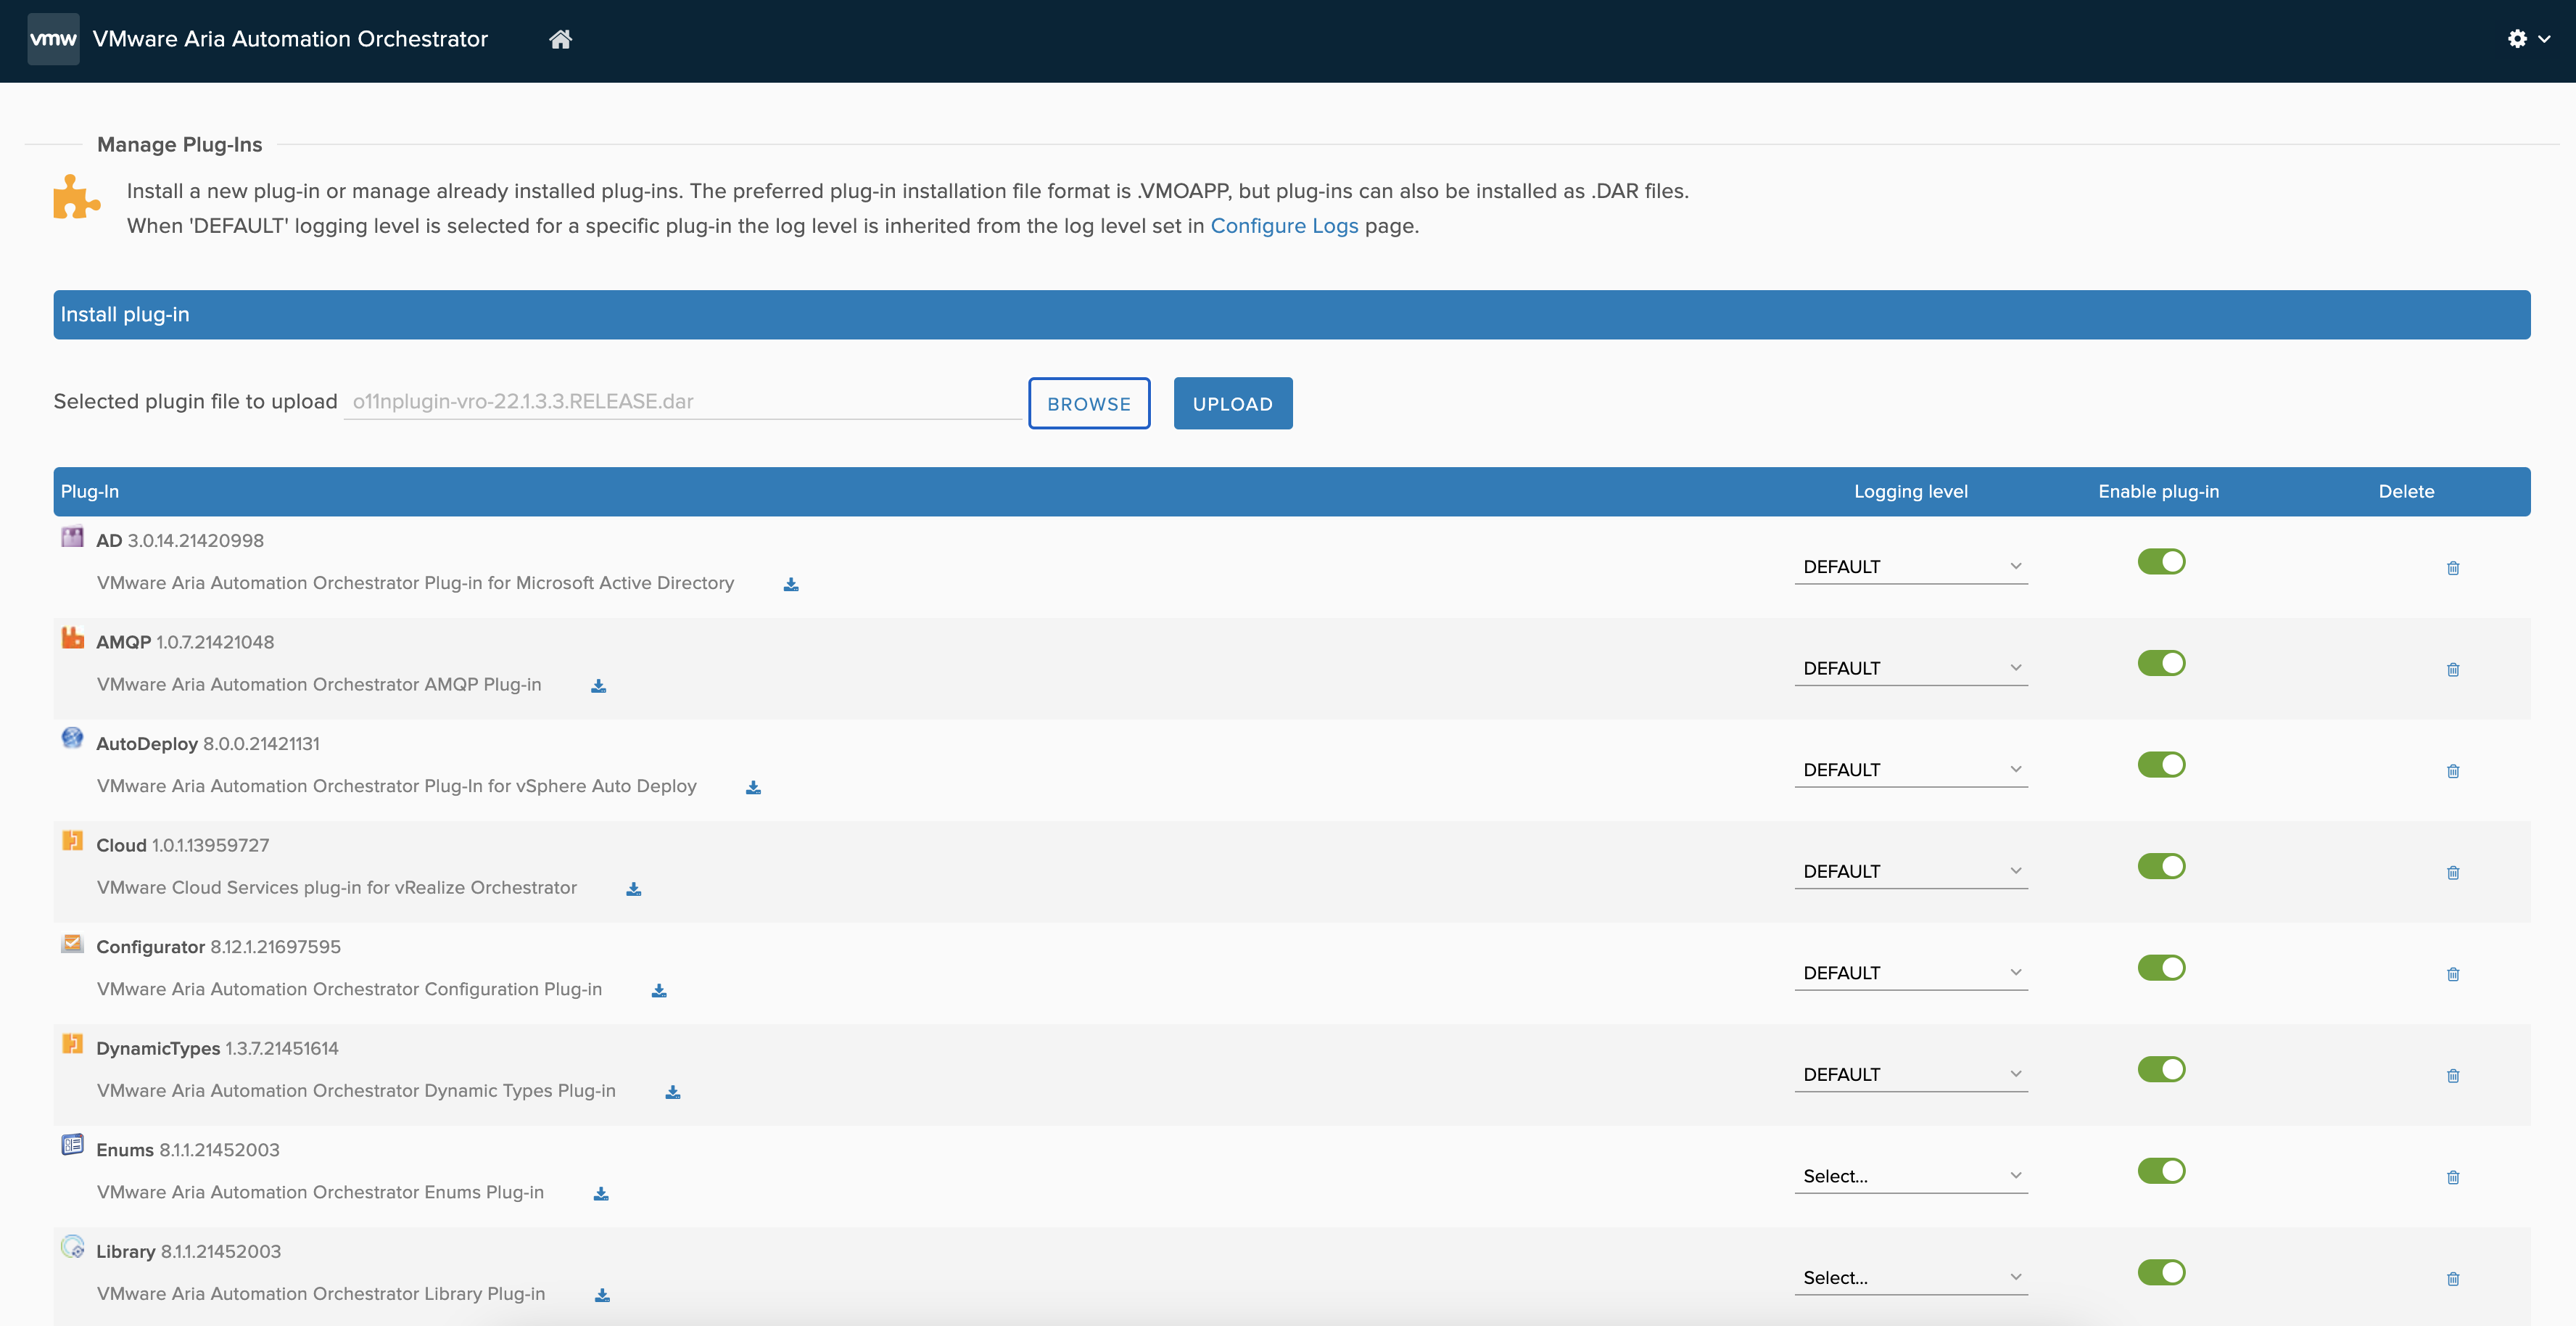 vmw VMware Aria Automation Orchestrator
Manage Plug-Ins
Install a new plug-in or manage already installed plug-ins. The preferred plug-in installation file format is .VMOAPP, but plug-ins can also be installed as .DAR files.
When 'DEFAULT' logging level is selected for a specific plug-in the log level is inherited from the log level set in Configure Logs page.
Install plug-in
Selected plugin file to upload o11nplugin-vro-22.1.3.3.RELEASE.dar BROWSE UPLOAD
Plug-In Logging level Enable plug-in Delete
AD 3.0.14.21420998
DEFAULT
VMware Aria Automation Orchestrator Plug-in for Microsoft Active Directory
AMQP 1.0.7.21421048
DEFAULT
VMware Aria Automation Orchestrator AMQP Plug-in
AutoDeploy 8.0.0.21421131
DEFAULT
VMware Aria Automation Orchestrator Plug-In for vSphere Auto Deploy
Cloud 1.0.1.13959727
DEFAULT
VMware Cloud Services plug-in for vRealize Orchestrator
Configurator 8.12.1.21697595
DEFAULT
VMware Aria Automation Orchestrator Configuration Plug-in
DynamicTypes 1.3.7.21451614
DEFAULT
VMware Aria Automation Orchestrator Dynamic Types Plug-in
Enums 8.1.1.21452003
Select...
VMware Aria Automation Orchestrator Enums Plug-in
Library 8.1.1.21452003
Select...
VMware Aria Automation Orchestrator Library Plug-in